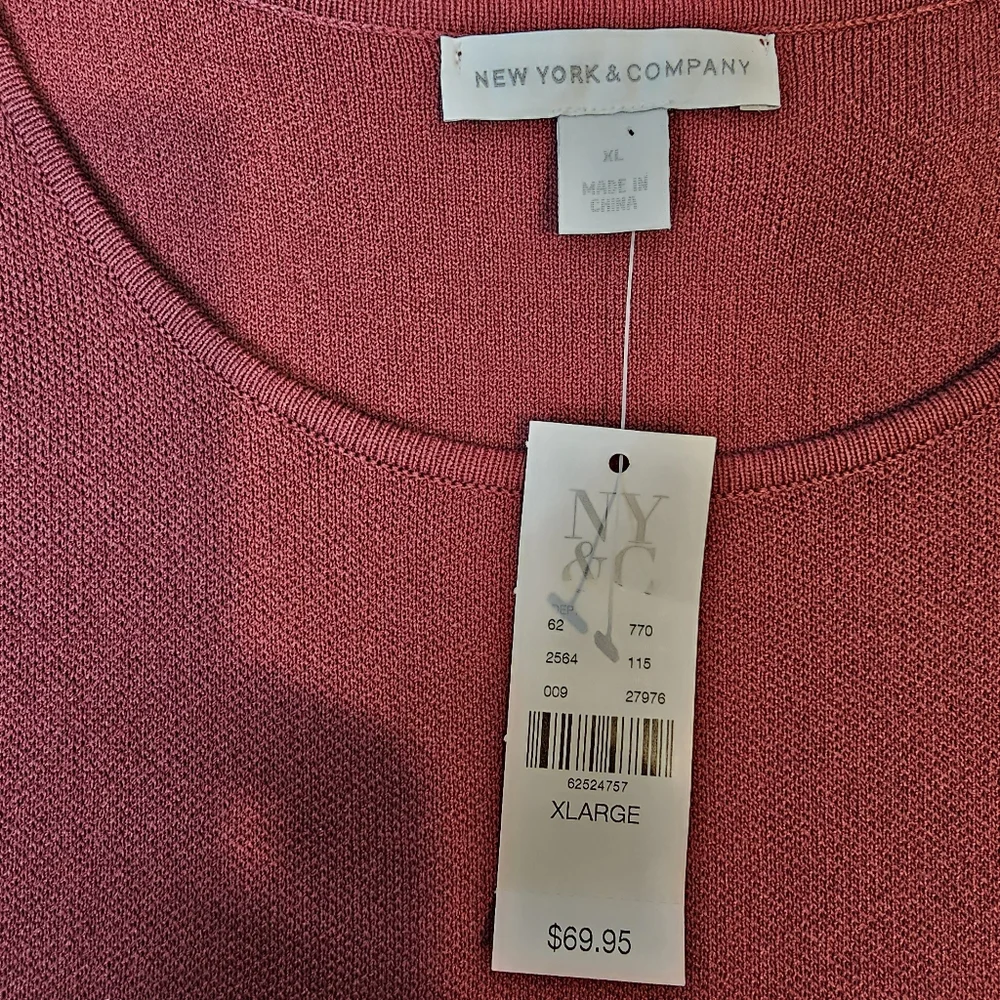 NEW YORK & COMPANY
XL
MADE IN
CHINA
NY
&C
62 770
2564 115
009 27976
62524757
XLARGE
$69.95